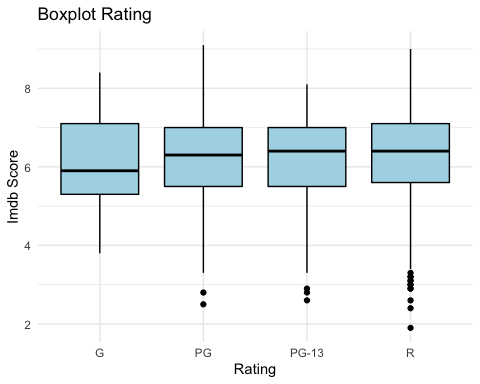 Boxplot Rating
Imdb Score
8
6
4
2
G PG PG-13 R
Rating